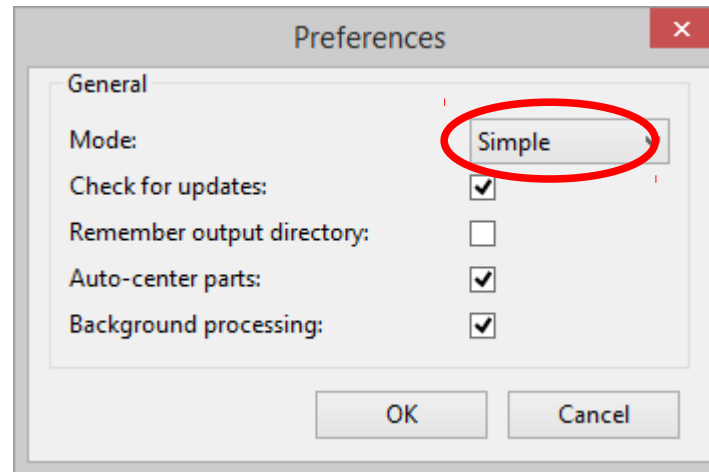 Preferences
General
Mode: Simple
Check for updates:
Remember output directory:
Auto-center parts:
Background processing:
OK Cancel